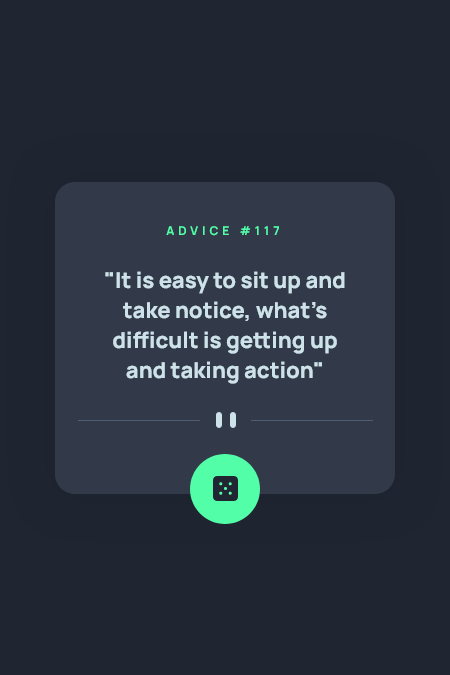 ADVICE #117
"It is easy to sit up and
take notice, what’s
difficult is getting up
and taking action"